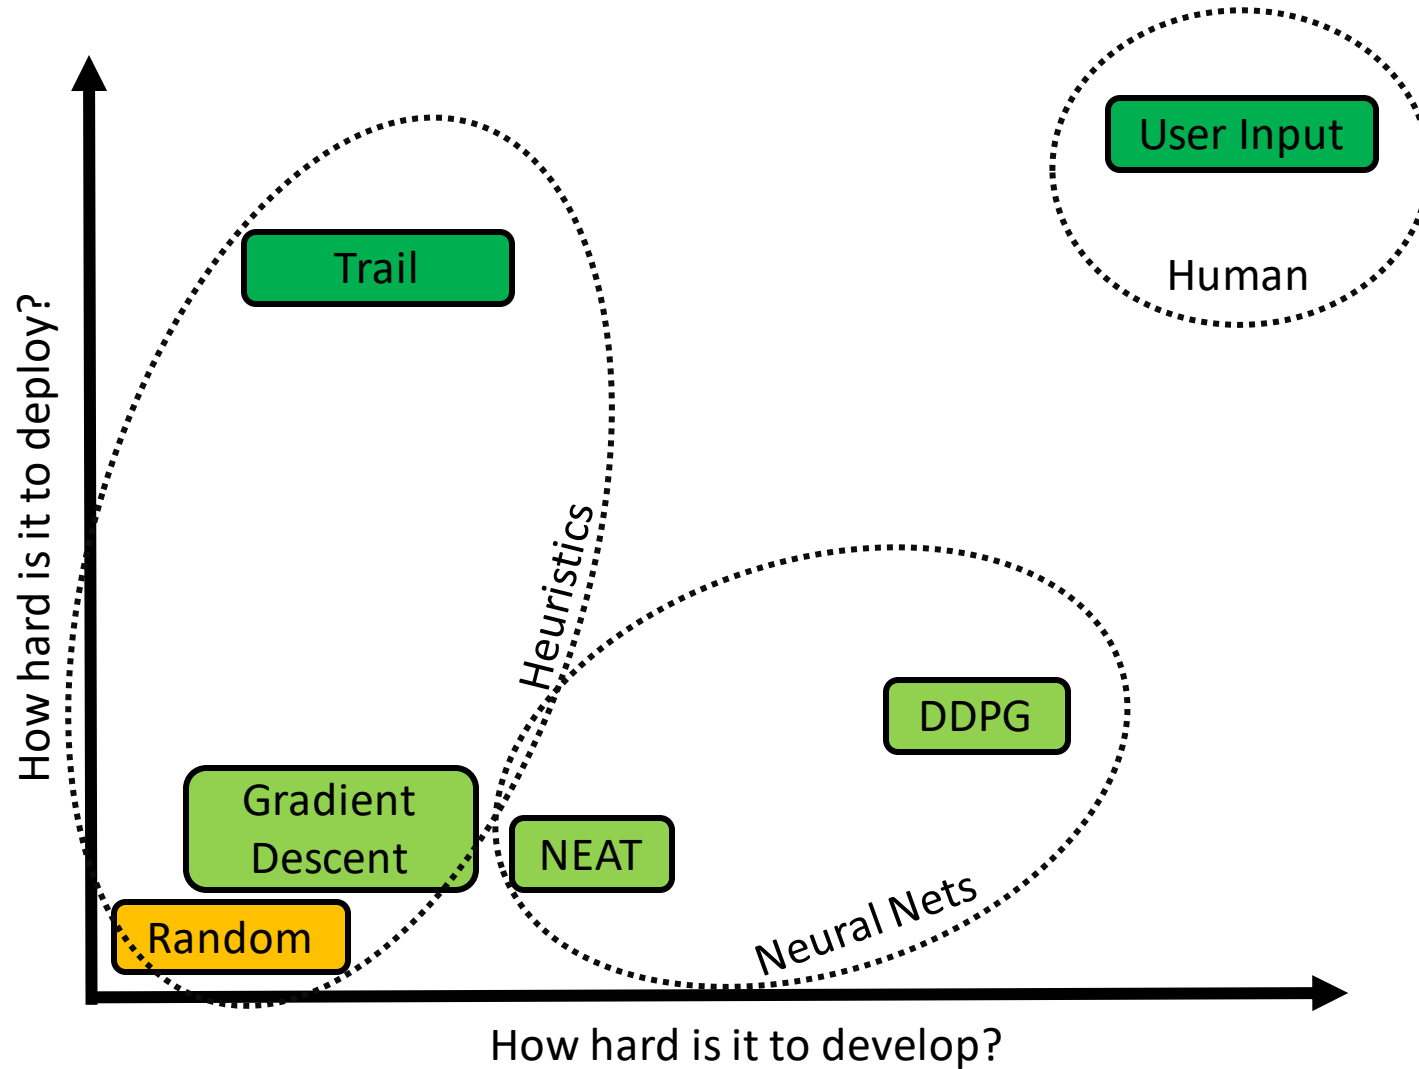 User Input
Human
Trail
How hard is it to deploy?
Heuristics
DDPG
Gradient
Descent
NEAT
Neural Nets
Random
How hard is it to develop?